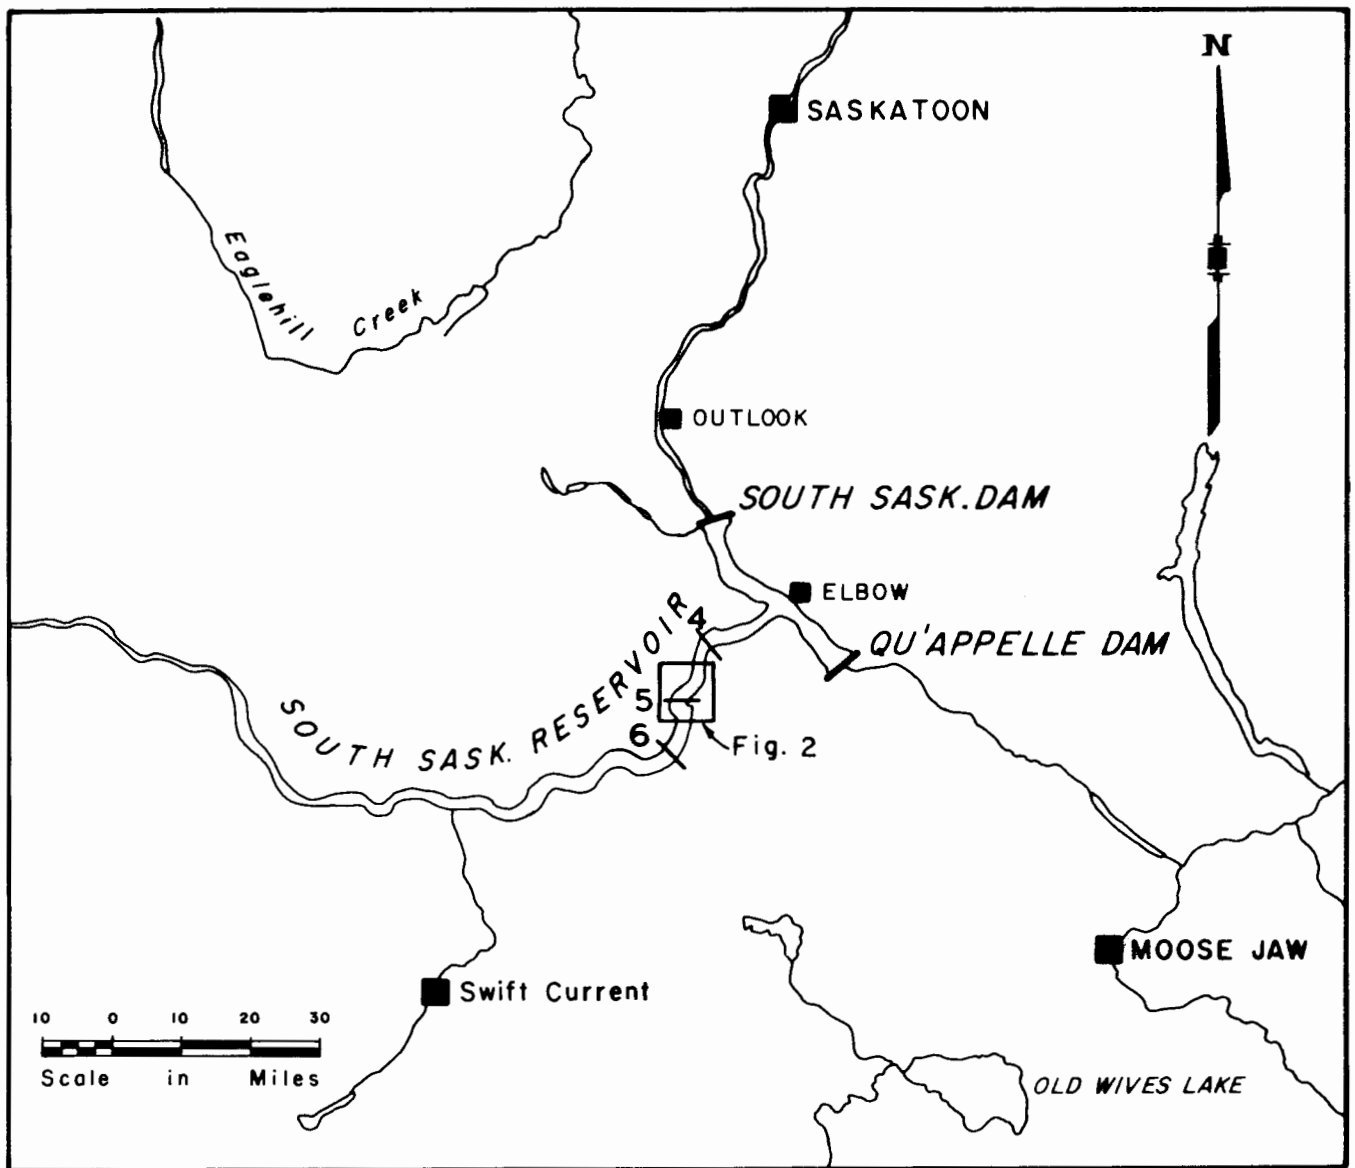 N
SASKATOON
Eaglehill Creek
OUTLOOK
SOUTH SASK. DAM
ELBOW
QU'APPELLE DAM
SOUTH SASK. RESERVOIR
4
5
6
Fig. 2
MOOSE JAW
Swift Current
10 0 10 20 30
Scale in Miles
OLD WIVES LAKE